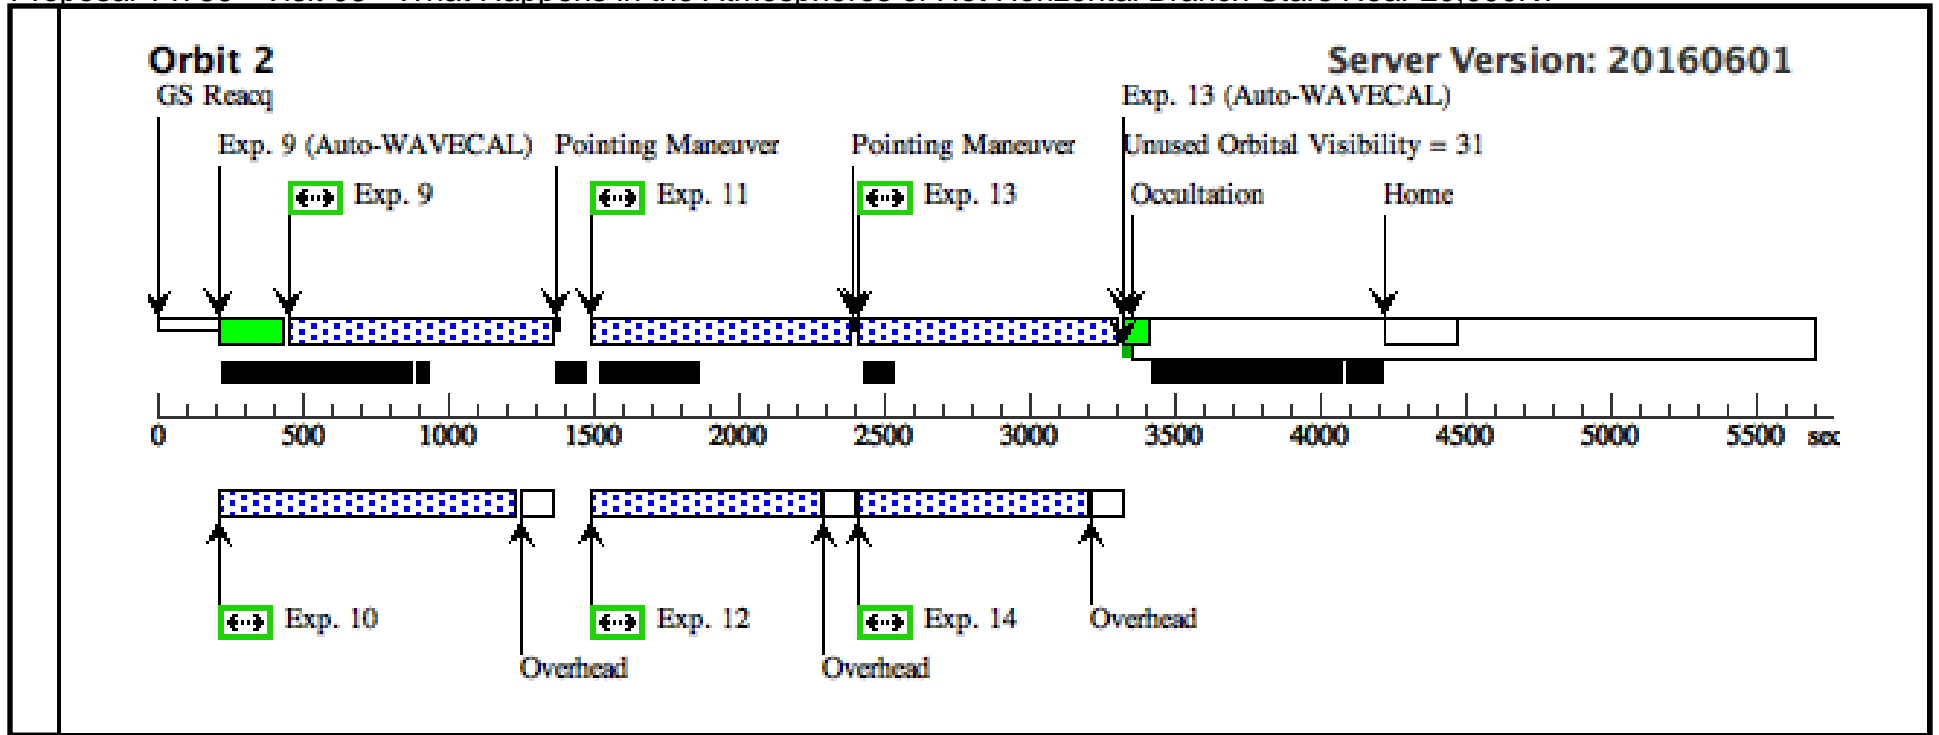 Orbit 2
Server Version: 20160601
GS Reacq
Exp. 13 (Auto-WAVECAL)
Exp. 9 (Auto-WAVECAL)
Pointing Maneuver
Pointing Maneuver
Unused Orbital Visibility = 31
Exp. 9
Exp. 11
Exp. 13
Occultation
Home
0 500 1000 1500 2000 2500 3000 3500 4000 4500 5000 5500 sec
Exp. 10
Exp. 12
Exp. 14
Overhead
Overhead
Overhead